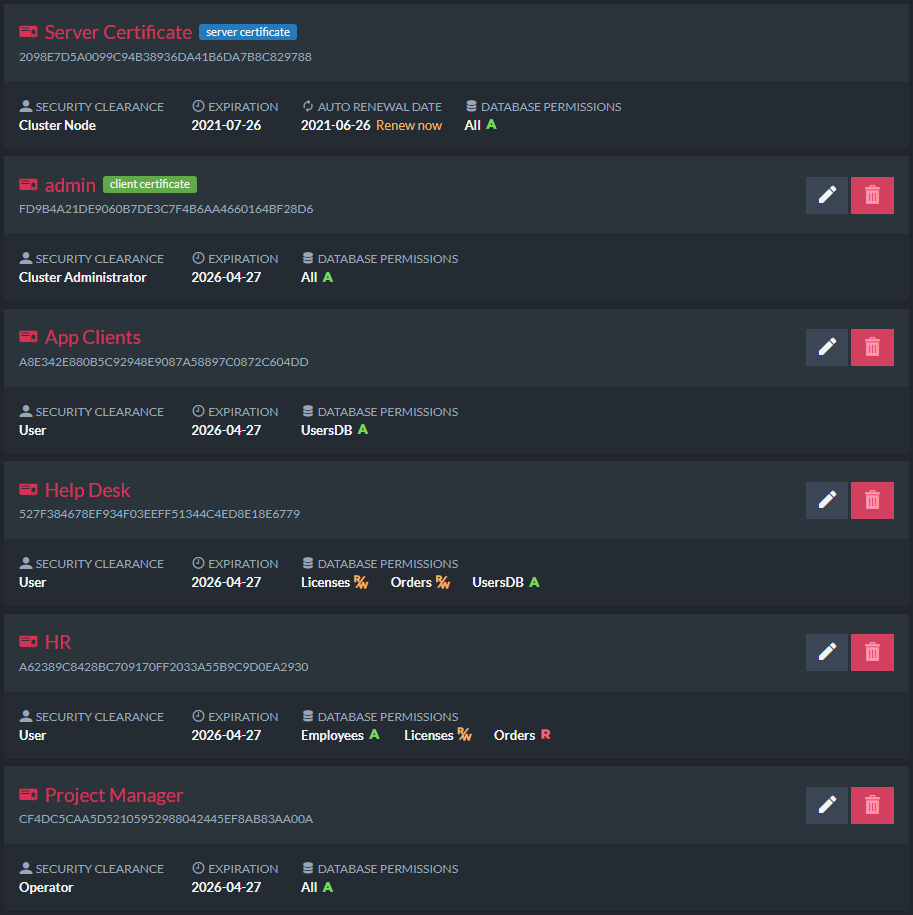 Server Certificate server certificate
2098E7D5A0099C94B38936DA41B6DA7B8C829788
SECURITY CLEARANCE EXPIRATION AUTO RENEWAL DATE DATABASE PERMISSIONS
Cluster Node 2021-07-26 2021-06-26 Renew now All A
admin client certificate
FD9B4A21DE9060B7DE3C7F4B6AA4660164BF28D6
SECURITY CLEARANCE EXPIRATION DATABASE PERMISSIONS
Cluster Administrator 2026-04-27 All A
App Clients
A8E342E880B5C92948E9087A58897C0872C604DD
SECURITY CLEARANCE EXPIRATION DATABASE PERMISSIONS
User 2026-04-27 UsersDB A
Help Desk
527F384678EF934F03EEFF51344C4ED8E18E6779
SECURITY CLEARANCE EXPIRATION DATABASE PERMISSIONS
User 2026-04-27 Licenses R/W Orders R/W UsersDB A
HR
A62389C8428BC709170FF2033A55B9C9D0EA2930
SECURITY CLEARANCE EXPIRATION DATABASE PERMISSIONS
User 2026-04-27 Employees A Licenses R/W Orders R
Project Manager
CF4DC5CAA5D52105952988042445EF8AB83AA00A
SECURITY CLEARANCE EXPIRATION DATABASE PERMISSIONS
Operator 2026-04-27 All A